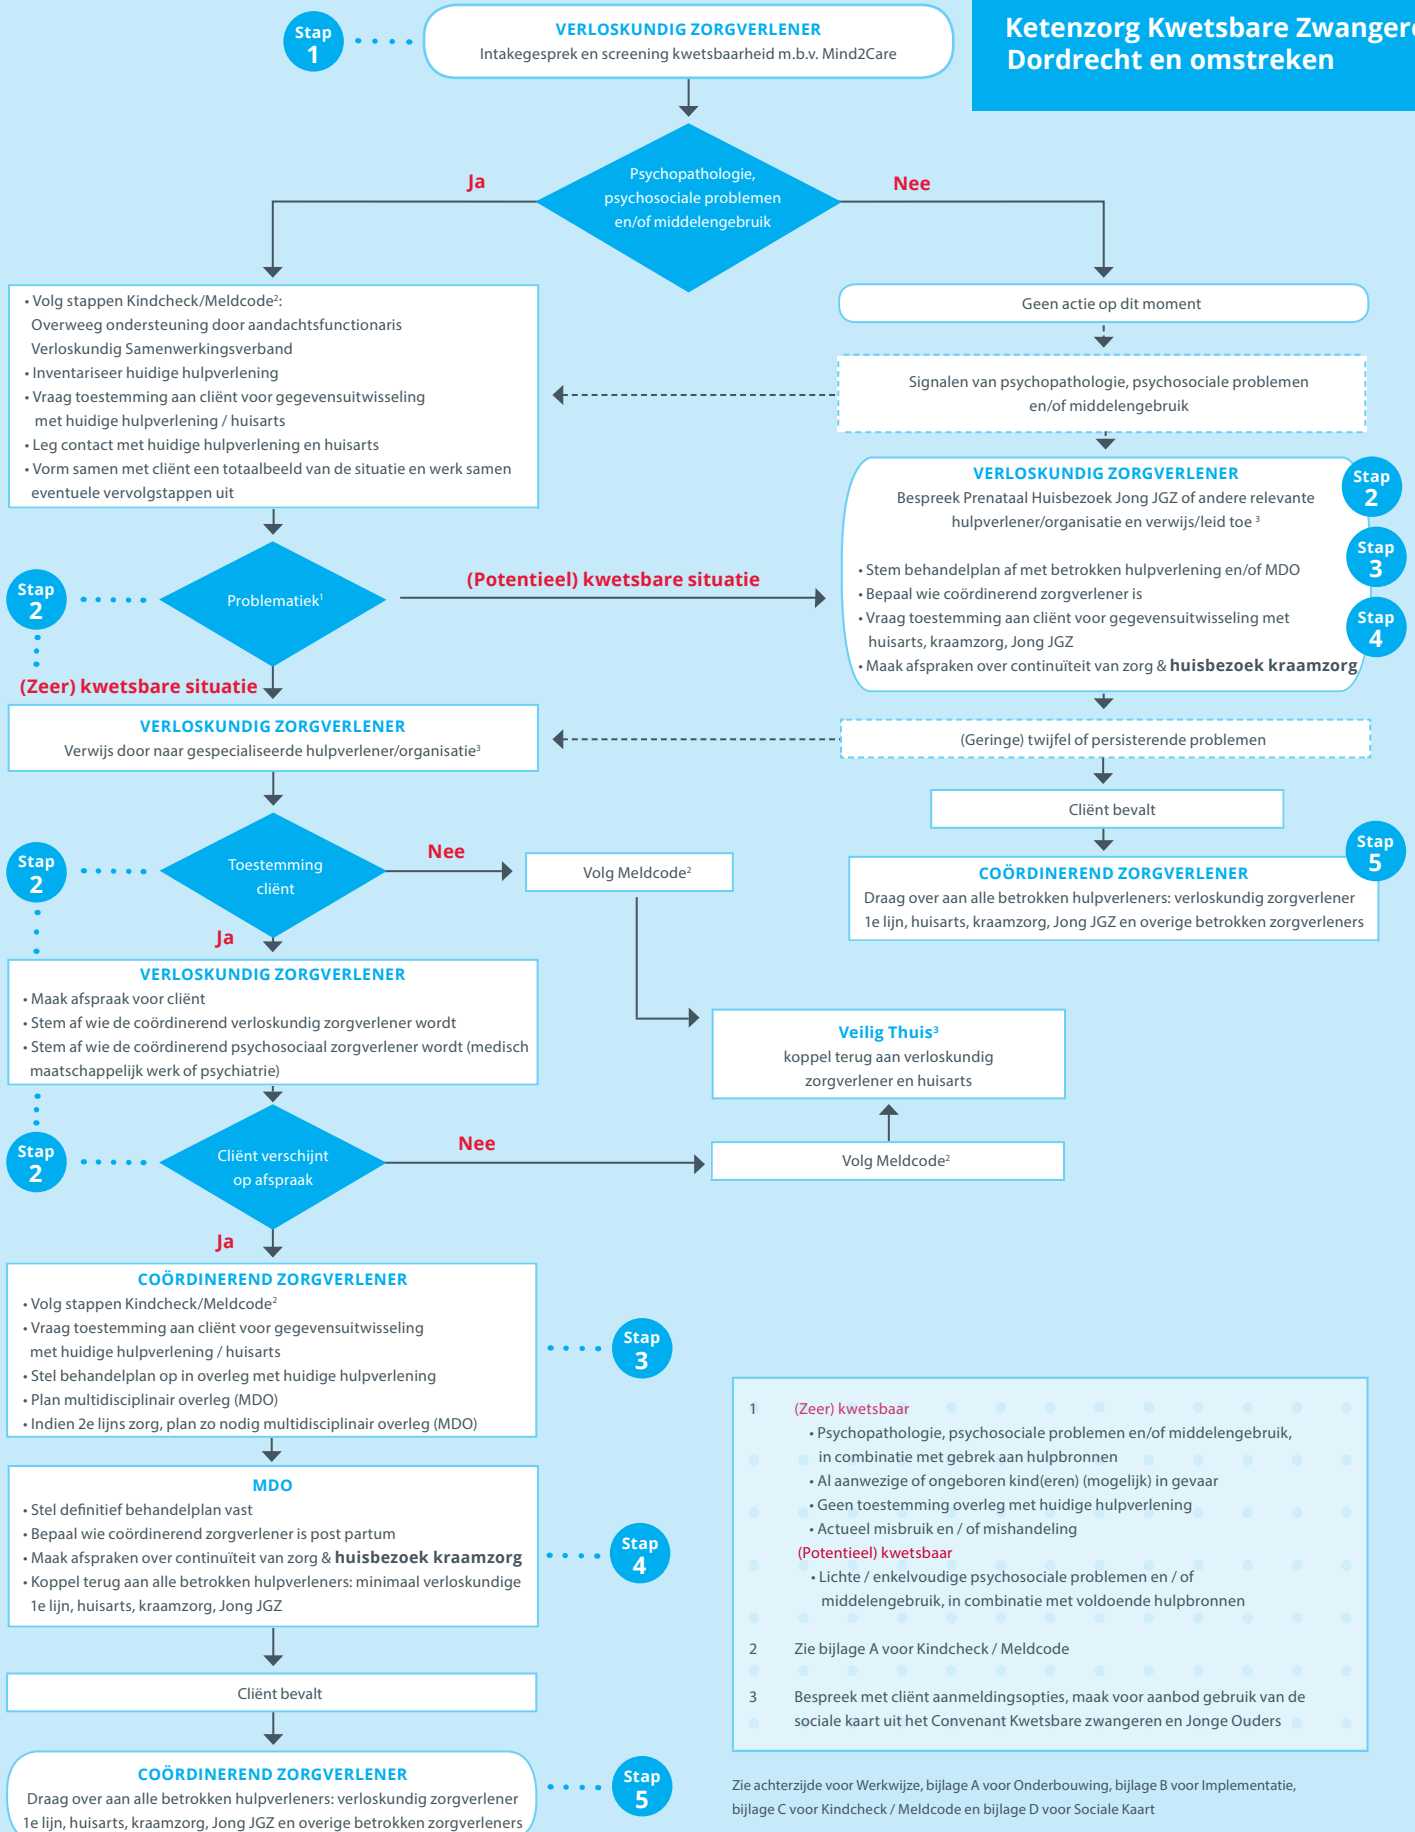 Stap
1
VERLOSKUNDIG ZORGVERLENER
Intakegesprek en screening kwetsbaarheid m.b.v. Mind2Care
Ketenzorg Kwetsbare Zwangere
Dordrecht en omstreken
Psychopathologie,
psychosociale problemen
en/of middelengebruik
Ja
Nee
• Volg stappen Kindcheck/Meldcode²:
Overweeg ondersteuning door aandachtsfunctionaris
Verloskundig Samenwerkingsverband
• Inventariseer huidige hulpverlening
• Vraag toestemming aan cliënt voor gegevensuitwisseling
met huidige hulpverlening / huisarts
• Leg contact met huidige hulpverlening en huisarts
• Vorm samen met cliënt een totaalbeeld van de situatie en werk samen
eventuele vervolgstappen uit
Geen actie op dit moment
Signalen van psychopathologie, psychosociale problemen
en/of middelengebruik
VERLOSKUNDIG ZORGVERLENER
Bespreek Prenataal Huisbezoek Jong JGZ of andere relevante
hulpverlener/organisatie en verwijs/leid toe ³
• Stem behandelplan af met betrokken hulpverlening en/of MDO
• Bepaal wie coördinerend zorgverlener is
• Vraag toestemming aan cliënt voor gegevensuitwisseling met
huisarts, kraamzorg, Jong JGZ
• Maak afspraken over continuïteit van zorg & huisbezoek kraamzorg
Stap
2
Stap
3
Stap
4
Stap
2
Problematiek¹
(Potentieel) kwetsbare situatie
(Zeer) kwetsbare situatie
VERLOSKUNDIG ZORGVERLENER
Verwijs door naar gespecialiseerde hulpverlener/organisatie³
(Geringe) twijfel of persisterende problemen
Cliënt bevalt
Stap
5
COÖRDINEREND ZORGVERLENER
Draag over aan alle betrokken hulpverleners: verloskundig zorgverlener
1e lijn, huisarts, kraamzorg, Jong JGZ en overige betrokken zorgverleners
Stap
2
Toestemming
cliënt
Nee
Volg Meldcode²
Ja
VERLOSKUNDIG ZORGVERLENER
• Maak afspraak voor cliënt
• Stem af wie de coördinerend verloskundig zorgverlener wordt
• Stem af wie de coördinerend psychosociaal zorgverlener wordt (medisch
maatschappelijk werk of psychiatrie)
Veilig Thuis³
koppel terug aan verloskundig
zorgverlener en huisarts
Stap
2
Cliënt verschijnt
op afspraak
Nee
Volg Meldcode²
Ja
COÖRDINEREND ZORGVERLENER
• Volg stappen Kindcheck/Meldcode²
• Vraag toestemming aan cliënt voor gegevensuitwisseling
met huidige hulpverlening / huisarts
• Stel behandelplan op in overleg met huidige hulpverlening
• Plan multidisciplinair overleg (MDO)
• Indien 2e lijns zorg, plan zo nodig multidisciplinair overleg (MDO)
Stap
3
MDO
• Stel definitief behandelplan vast
• Bepaal wie coördinerend zorgverlener is post partum
• Maak afspraken over continuïteit van zorg & huisbezoek kraamzorg
• Koppel terug aan alle betrokken hulpverleners: minimaal verloskundige
1e lijn, huisarts, kraamzorg, Jong JGZ
Stap
4
Cliënt bevalt
COÖRDINEREND ZORGVERLENER
Draag over aan alle betrokken hulpverleners: verloskundig zorgverlener
1e lijn, huisarts, kraamzorg, Jong JGZ en overige betrokken zorgverleners
Stap
5
1 (Zeer) kwetsbaar
• Psychopathologie, psychosociale problemen en/of middelengebruik,
in combinatie met gebrek aan hulpbronnen
• Al aanwezige of ongeboren kind(eren) (mogelijk) in gevaar
• Geen toestemming overleg met huidige hulpverlening
• Actueel misbruik en / of mishandeling
(Potentieel) kwetsbaar
• Lichte / enkelvoudige psychosociale problemen en / of
middelengebruik, in combinatie met voldoende hulpbronnen
2 Zie bijlage A voor Kindcheck / Meldcode
3 Bespreek met cliënt aanmeldingsopties, maak voor aanbod gebruik van de
sociale kaart uit het Convenant Kwetsbare zwangeren en Jonge Ouders
Zie achterzijde voor Werkwijze, bijlage A voor Onderbouwing, bijlage B voor Implementatie,
bijlage C voor Kindcheck / Meldcode en bijlage D voor Sociale Kaart